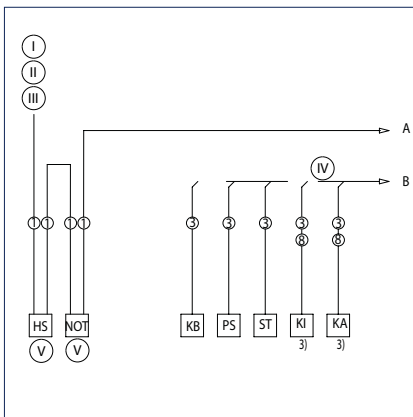 I
II
III
A
IV
B
1 1 1 1 3 3 3 3 3
8 8
HS NOT KB PS ST KI KA
V V 3) 3)